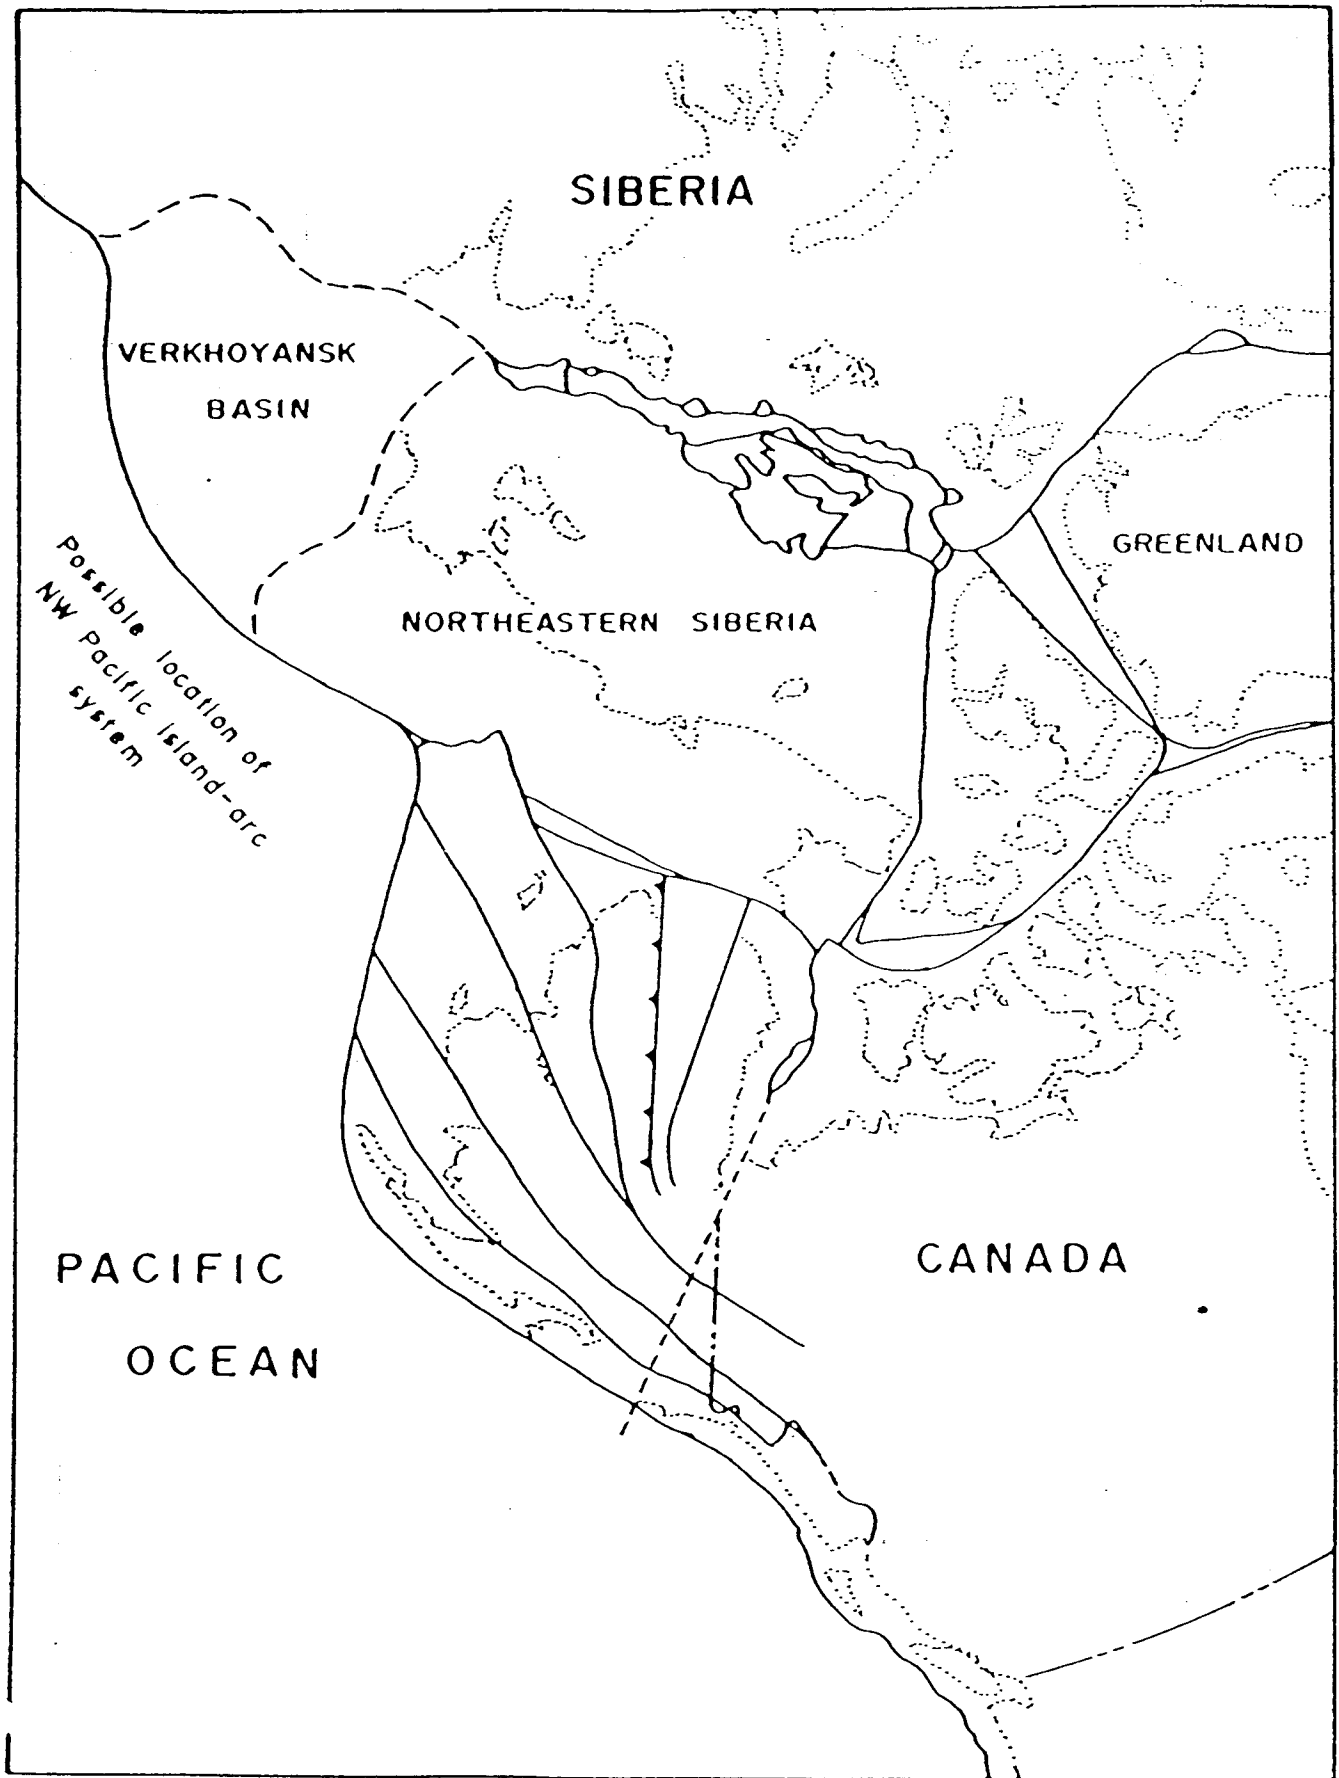 SIBERIA
VERKHOYANSK
BASIN
GREENLAND
NORTHEASTERN SIBERIA
Possible location of
NW Pacific island-arc
system
PACIFIC
OCEAN
CANADA